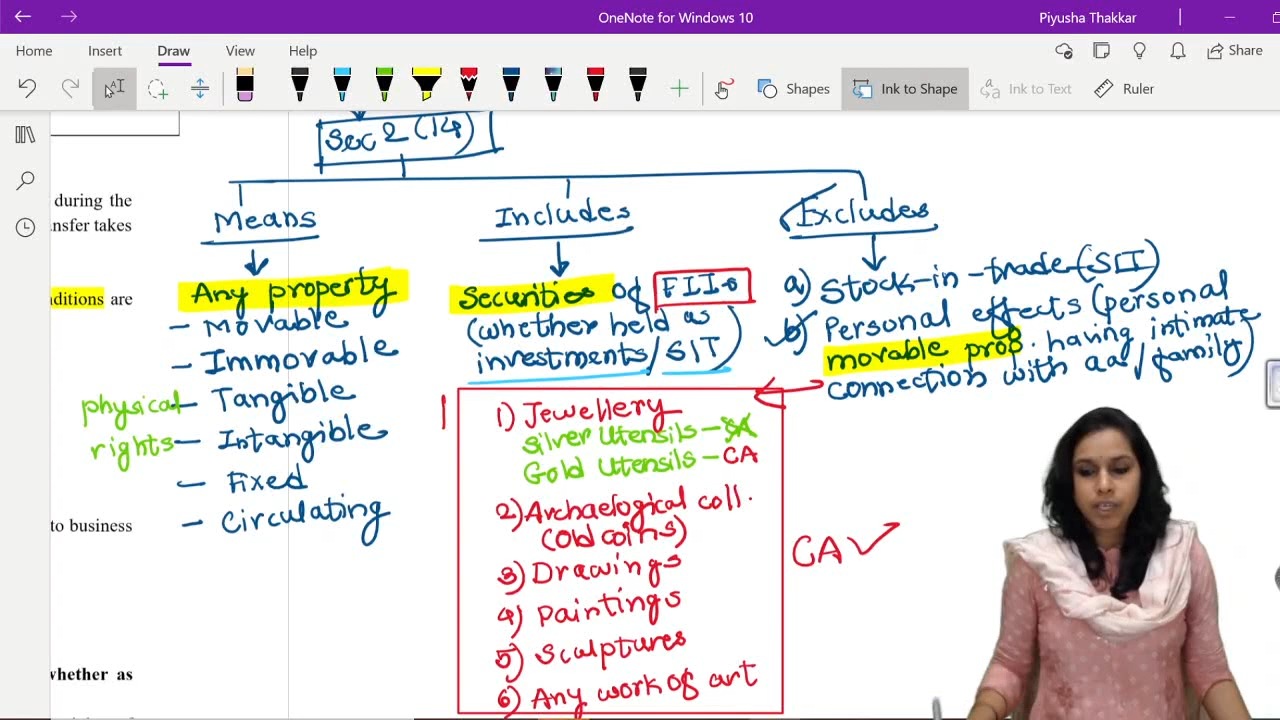 OneNote for Windows 10
Piyusha Thakkar
Home Insert Draw View Help
Share
Shapes
Ink to Shape
Ink to Text
Ruler
Sec 2 (14)
during the
nsfer takes
nditions are
to business
whether as
Means
Any property
- Movable
- Immovable
physical - Tangible
rights - Intangible
- Fixed
- Circulating
Includes
Securities of FIIs
(whether held as
investments/SIT)
1) Jewellery
Silver Utensils -
Gold Utensils - CA
2) Archaelogical coll.
(old coins)
3) Drawings
4) Paintings
5) Sculptures
6) Any work of art
CA ✓
Excludes
a) Stock-in-trade (SIT)
b) Personal effects (personal
movable prop. having intimate
connection with aa/family)